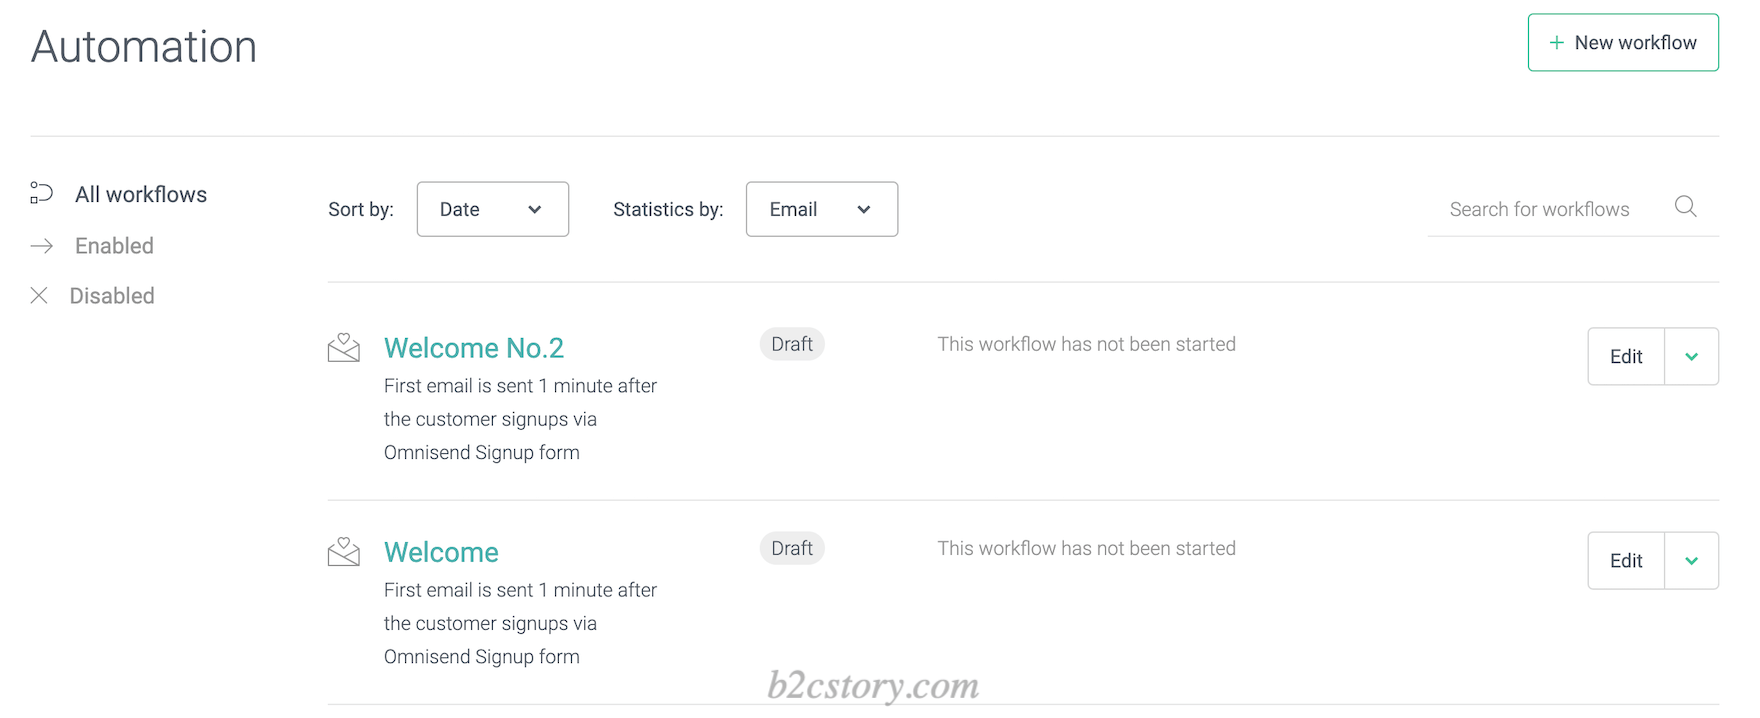 Automation
+ New workflow
All workflows
Enabled
Disabled
Sort by: Date
Statistics by: Email
Search for workflows
Welcome No.2
First email is sent 1 minute after
the customer signups via
Omnisend Signup form
Draft
This workflow has not been started
Edit
Welcome
First email is sent 1 minute after
the customer signups via
Omnisend Signup form
Draft
This workflow has not been started
Edit
b2cstory.com